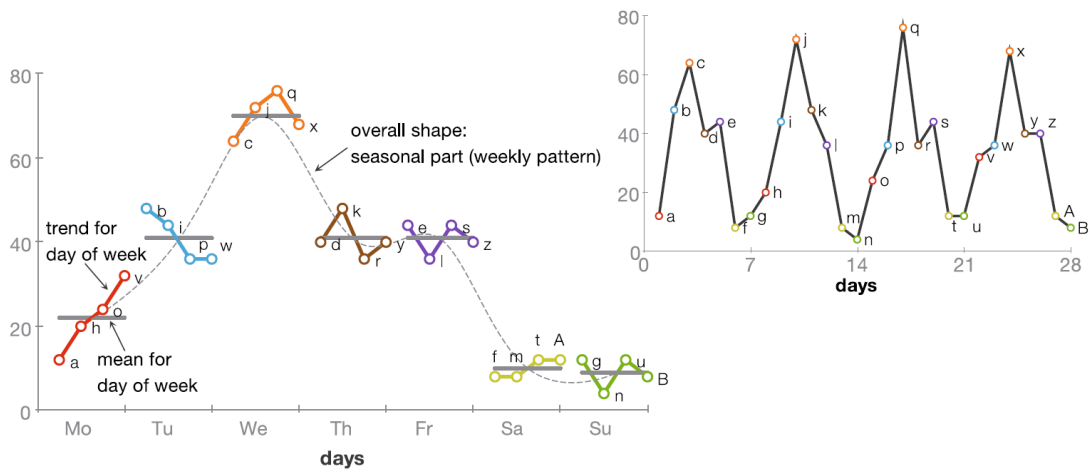 80
60
40
20
0
a
h
o
v
b
i
p
w
c
j
q
x
d
k
r
y
e
l
s
z
f
m
t
A
g
n
u
B
trend for
day of week
mean for
day of week
overall shape:
seasonal part (weekly pattern)
Mo
Tu
We
Th
Fr
Sa
Su
days
80
60
40
20
0
a
b
c
d
e
f
g
h
i
j
k
l
m
n
o
p
q
r
s
t
u
v
w
x
y
z
A
B
0
7
14
21
28
days